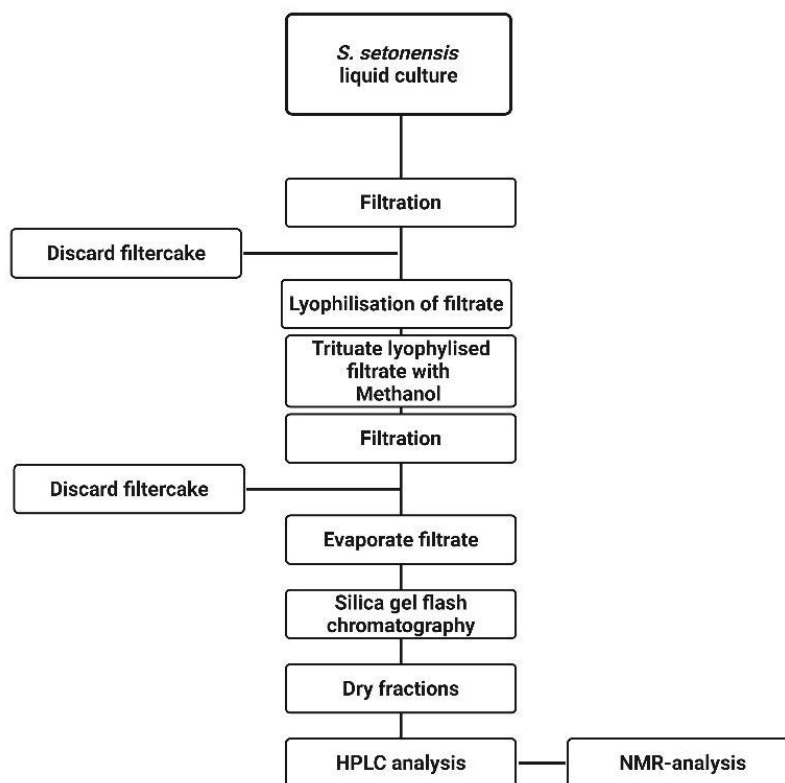 S. setonensis
liquid culture
Filtration
Discard filtercake
Lyophilisation of filtrate
Trituate lyophylised
filtrate with
Methanol
Filtration
Discard filtercake
Evaporate filtrate
Silica gel flash
chromatography
Dry fractions
HPLC analysis
NMR-analysis